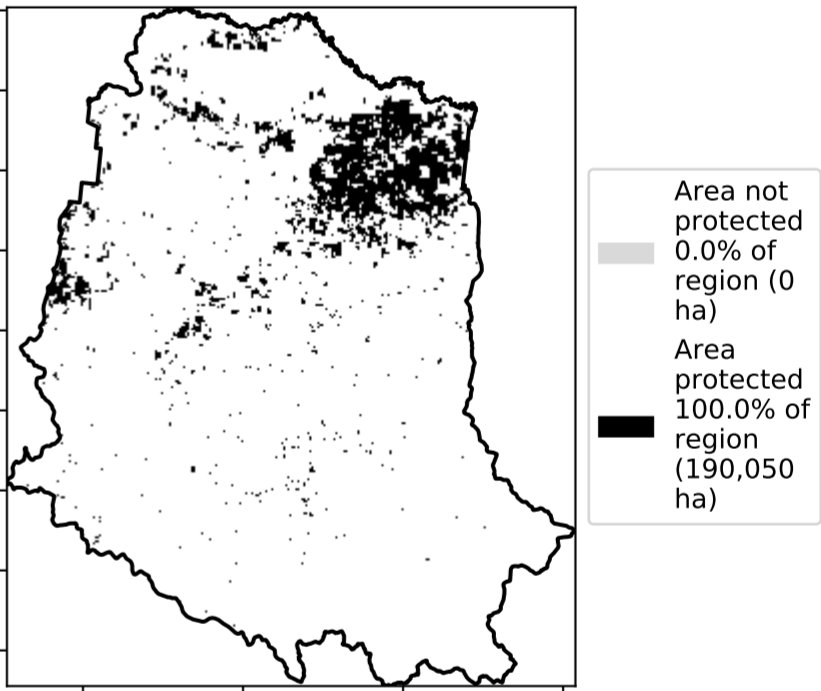 Area not
protected
0.0% of
region (0
ha)
Area
protected
100.0% of
region
(190,050
ha)